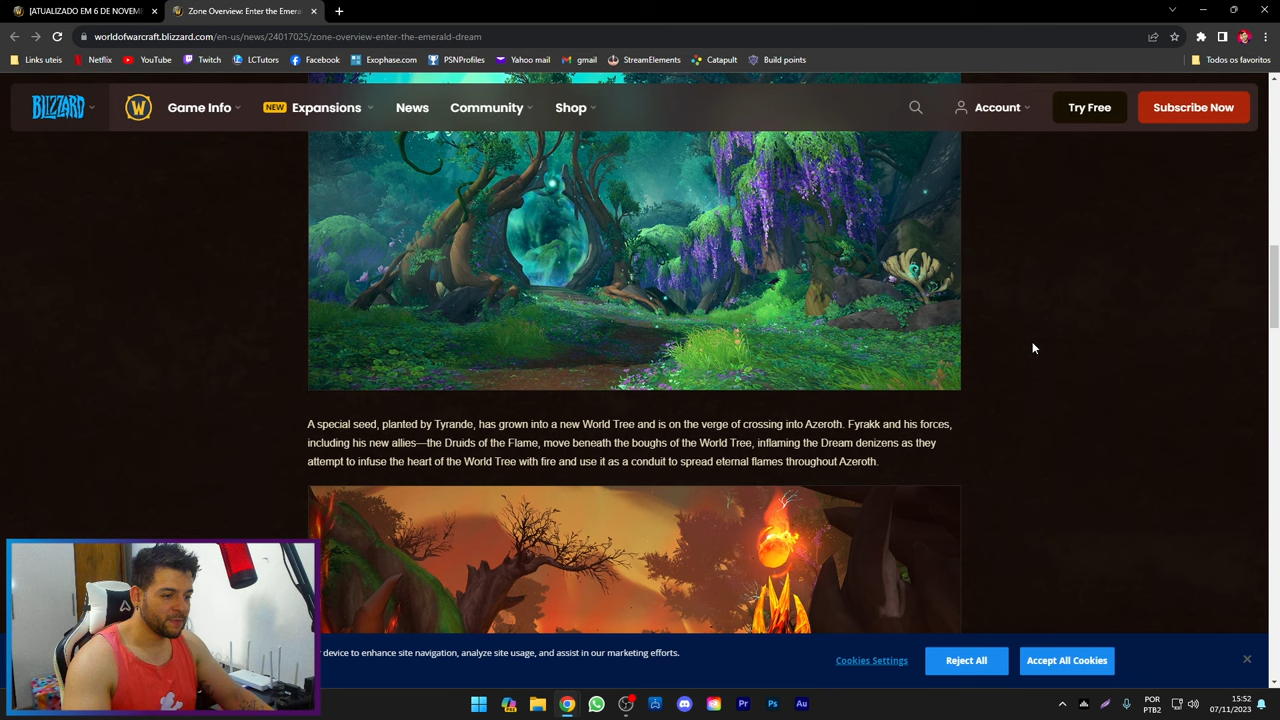 [ATUALIZADO EM 6 DE NOVEM
Zone Overview: Enter the Emera
worldofwarcraft.blizzard.com/en-us/news/24017025/zone-overview-enter-the-emerald-dream
Links uteis
Netflix
YouTube
Twitch
LCTutors
Facebook
Exophase.com
PSNProfiles
Yahoo mail
gmail
StreamElements
Catapult
Build points
Todos os favoritos
BLIZZARD
W
Game Info
NEW
Expansions
News
Community
Shop
Account
Try Free
Subscribe Now
A special seed, planted by Tyrande, has grown into a new World Tree and is on the verge of crossing into Azeroth. Fyrakk and his forces,
including his new allies—the Druids of the Flame, move beneath the boughs of the World Tree, inflaming the Dream denizens as they
attempt to infuse the heart of the World Tree with fire and use it as a conduit to spread eternal flames throughout Azeroth.
device to enhance site navigation, analyze site usage, and assist in our marketing efforts.
Cookies Settings
Reject All
Accept All Cookies
Pr
Ps
Au
POR
PTB2
15:52
07/11/2023